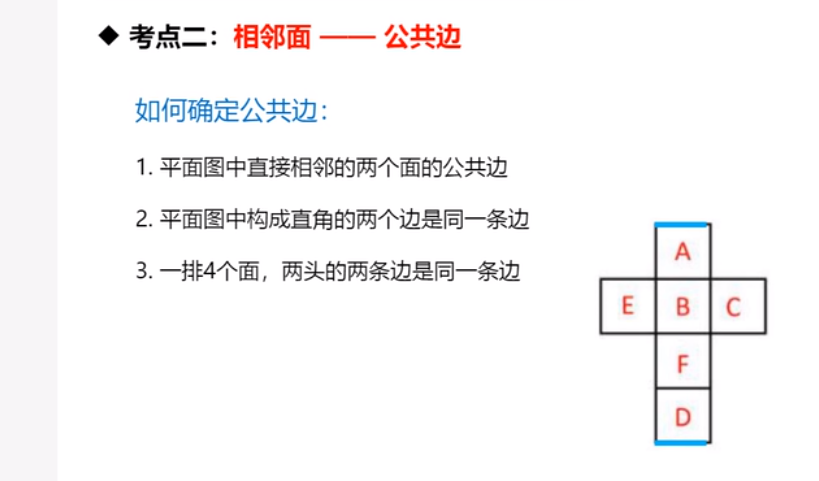 ◆ 考点二：相邻面 —— 公共边
如何确定公共边：
1. 平面图中直接相邻的两个面的公共边
2. 平面图中构成直角的两个边是同一条边
3. 一排4个面，两头的两条边是同一条边
A
E B C
F
D